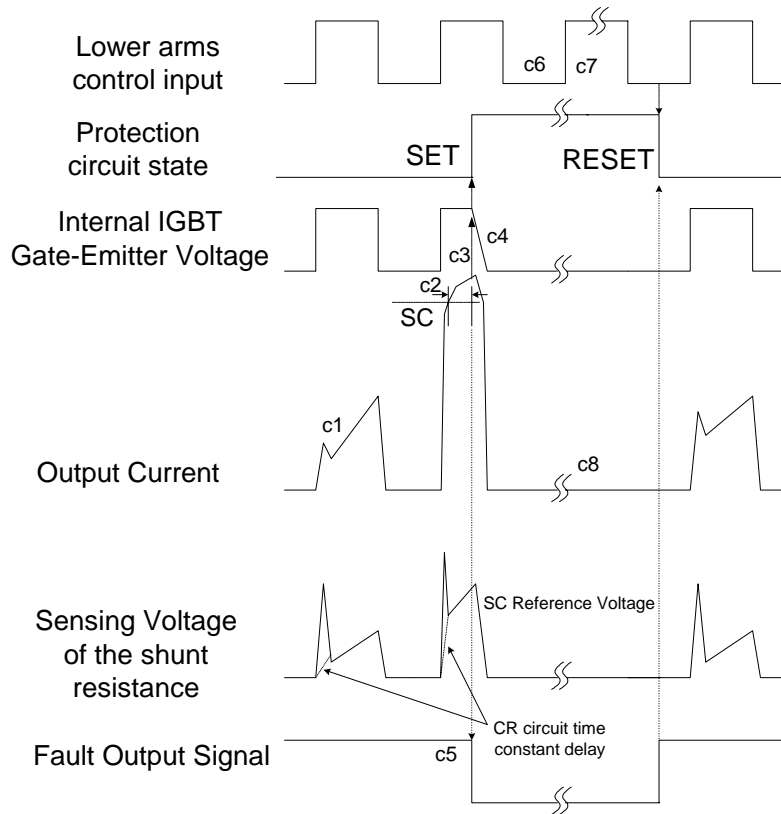 Lower arms
control input
c6
c7
Protection
circuit state
SET
RESET
Internal IGBT
Gate-Emitter Voltage
c3
c4
c2
SC
c1
Output Current
c8
SC Reference Voltage
Sensing Voltage
of the shunt
resistance
CR circuit time
constant delay
Fault Output Signal
c5